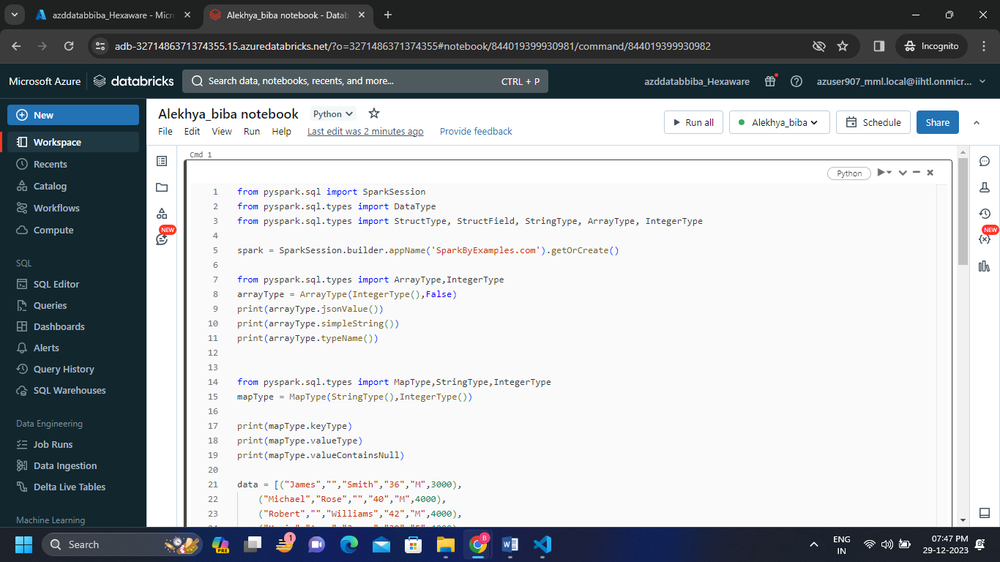 azddatabbiba_Hexaware - Micr
Alekhya_biba notebook - Datab
adb-3271486371374355.15.azuredatabricks.net/?o=3271486371374355#notebook/844019399930981/command/844019399930982
Incognito
Microsoft Azure
databricks
Search data, notebooks, recents, and more...
CTRL + P
azddatabbiba_Hexaware
azuser907_mml.local@iihtl.onmicr...
New
Workspace
Recents
Catalog
Workflows
Compute
SQL
SQL Editor
Queries
Dashboards
Alerts
Query History
SQL Warehouses
Data Engineering
Job Runs
Data Ingestion
Delta Live Tables
Machine Learning
Alekhya_biba notebook
Python
File Edit View Run Help Last edit was 2 minutes ago Provide feedback
Run all
Alekhya_biba
Schedule
Share
NEW
Cmd 1
Python
1 from pyspark.sql import SparkSession
2 from pyspark.sql.types import DataType
3 from pyspark.sql.types import StructType, StructField, StringType, ArrayType, IntegerType
4
5 spark = SparkSession.builder.appName('SparkByExamples.com').getOrCreate()
6
7 from pyspark.sql.types import ArrayType,IntegerType
8 arrayType = ArrayType(IntegerType(),False)
9 print(arrayType.jsonValue())
10 print(arrayType.simpleString())
11 print(arrayType.typeName())
12
13
14 from pyspark.sql.types import MapType,StringType,IntegerType
15 mapType = MapType(StringType(),IntegerType())
16
17 print(mapType.keyType)
18 print(mapType.valueType)
19 print(mapType.valueContainsNull)
20
21 data = [("James","","Smith","36","M",3000),
22 ("Michael","Rose","","40","M",4000),
23 ("Robert","","Williams","42","M",4000),
NEW
{x}
Search
PRE
1
B
ENG
IN
07:47 PM
29-12-2023